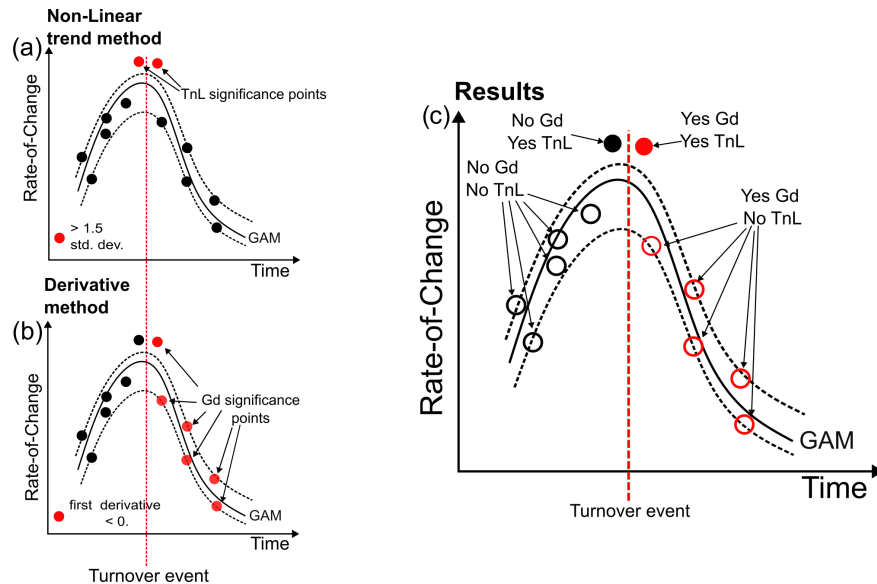 Non-Linear
trend method
(a)
TnL significance points
Rate-of-Change
> 1.5
std. dev.
GAM
Time
Derivative
method
(b)
Gd significance
points
Rate-of-Change
first derivative
< 0.
GAM
Time
Turnover event
Results
(c)
No Gd
Yes TnL
Yes Gd
Yes TnL
No Gd
No TnL
Yes Gd
No TnL
Rate-of-Change
GAM
Time
Turnover event